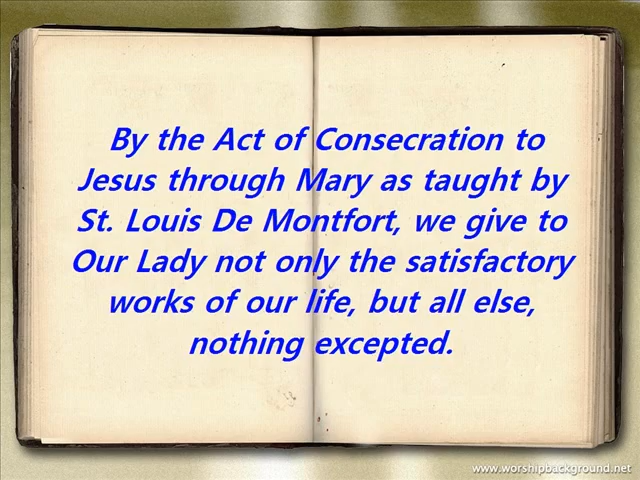 By the Act of Consecration to
Jesus through Mary as taught by
St. Louis De Montfort, we give to
Our Lady not only the satisfactory
works of our life, but all else,
nothing excepted.
www.worshipbackground.net